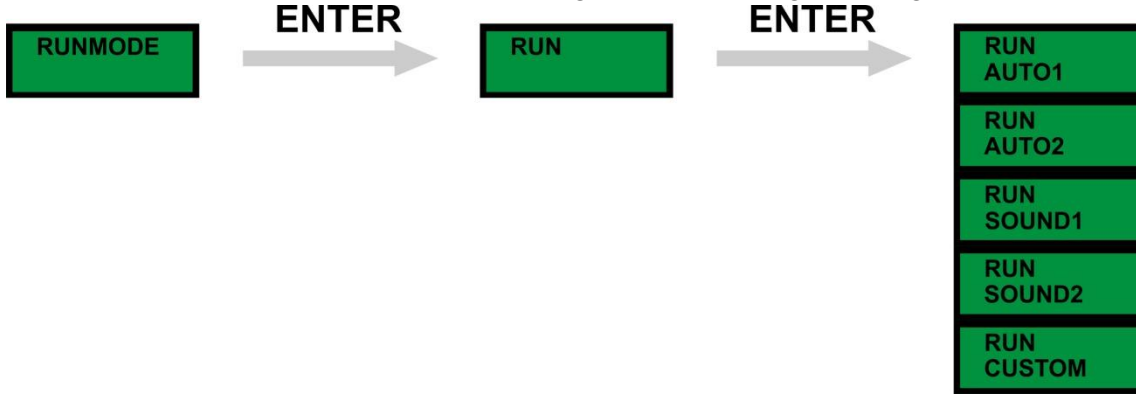 ENTER
ENTER
RUNMODE
RUN
RUN
AUTO1
RUN
AUTO2
RUN
SOUND1
RUN
SOUND2
RUN
CUSTOM